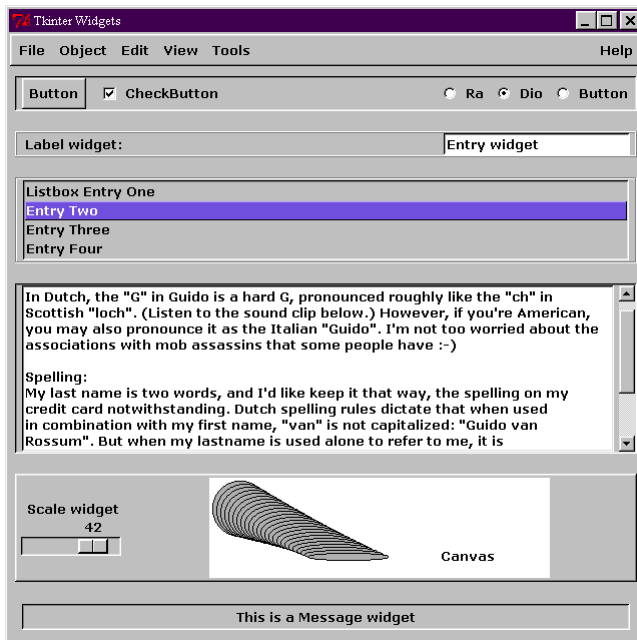 Tkinter Widgets
File Object Edit View Tools Help
Button CheckButton Ra Dio Button
Label widget: Entry widget
Listbox Entry One
Entry Two
Entry Three
Entry Four
In Dutch, the "G" in Guido is a hard G, pronounced roughly like the "ch" in
Scottish "loch". (Listen to the sound clip below.) However, if you're American,
you may also pronounce it as the Italian "Guido". I'm not too worried about the
associations with mob assassins that some people have :-)
Spelling:
My last name is two words, and I'd like keep it that way, the spelling on my
credit card notwithstanding. Dutch spelling rules dictate that when used
in combination with my first name, "van" is not capitalized: "Guido van
Rossum". But when my lastname is used alone to refer to me, it is
Scale widget
42
Canvas
This is a Message widget